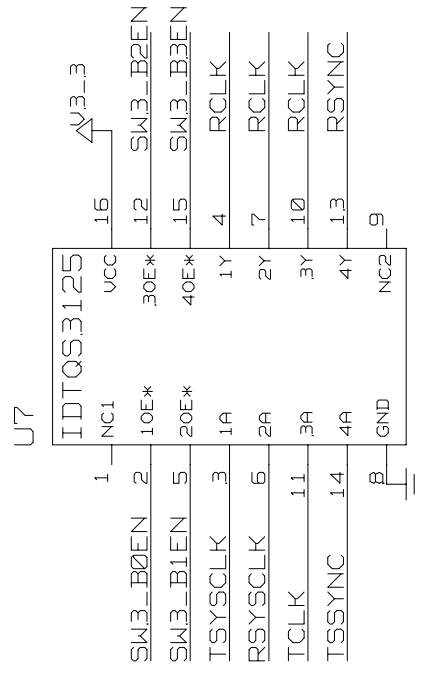 U7
IDTQS3125
SW3_B0EN 2 1OE* 3OE* 12 SW3_B2EN
1 NC1 VCC 16 V3_3
SW3_B1EN 5 2OE* 4OE* 15 SW3_B3EN
TSYSCLK 3 1A 1Y 4 RCLK
RSYSCLK 6 2A 2Y 7 RCLK
TCLK 11 3A 3Y 10 RCLK
TSSYNC 14 4A 4Y 13 RSYNC
8 GND NC2 9